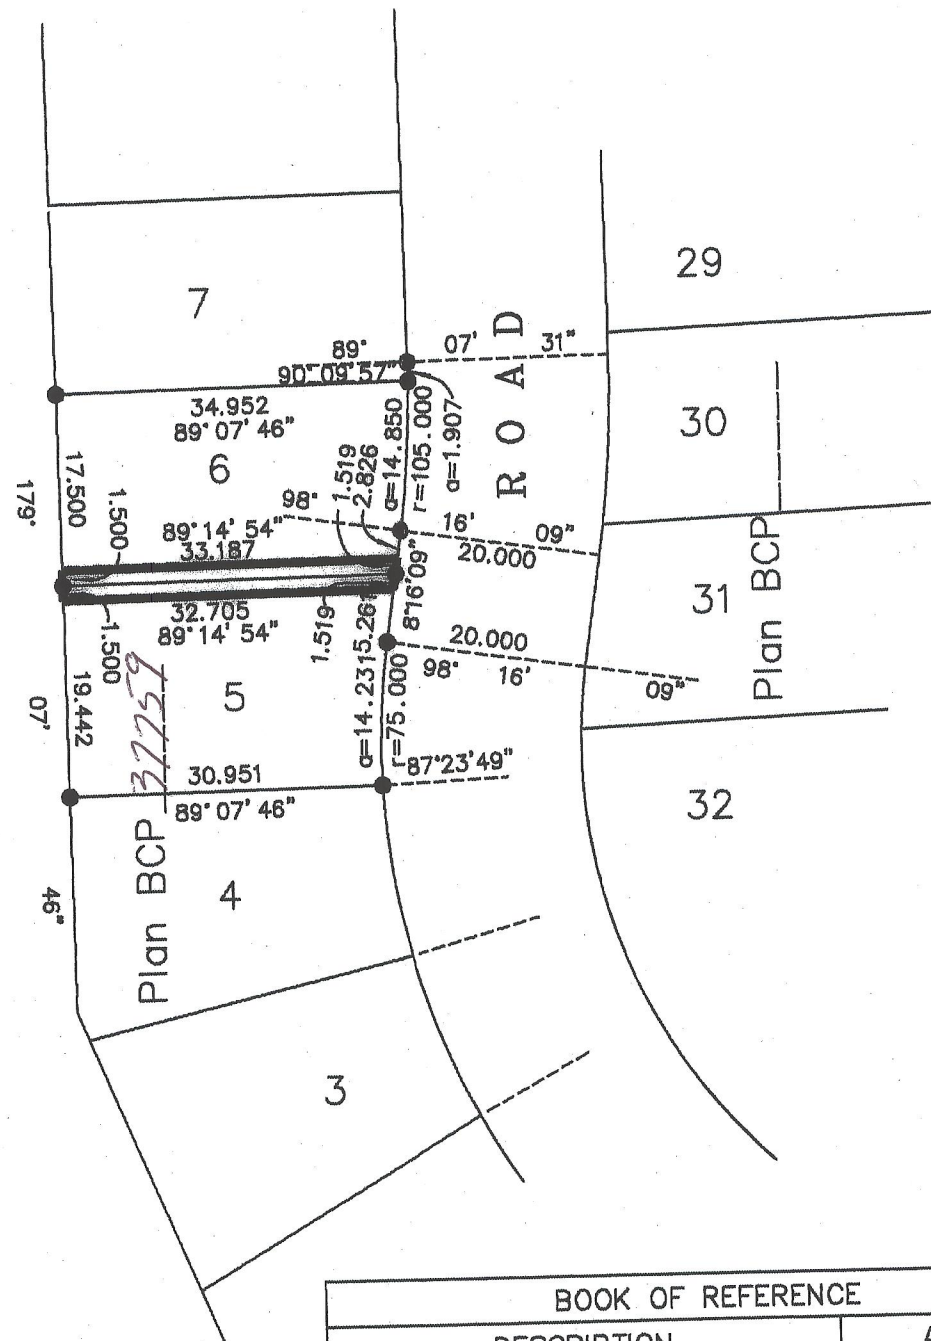 29
7
ROAD
89° 07' 31"
90° 09' 57"
34.952
89° 07' 46"
a=14.850
r=105.000
a=1.907
30
6
17.500
1.500
1.519
2.826
98° 16' 09"
20.000
179° 07' 46"
89° 14' 54"
33.187
32.705
89° 14' 54"
1.519
1.500
8°16'09"
31
Plan BCP
20.000
98° 16' 09"
19.442
5
a=14.231
5.261
r=75.000
87°23'49"
30.951
89° 07' 46"
32
Plan BCP 37759
4
3
BOOK OF REFERENCE
DESCRIPTION